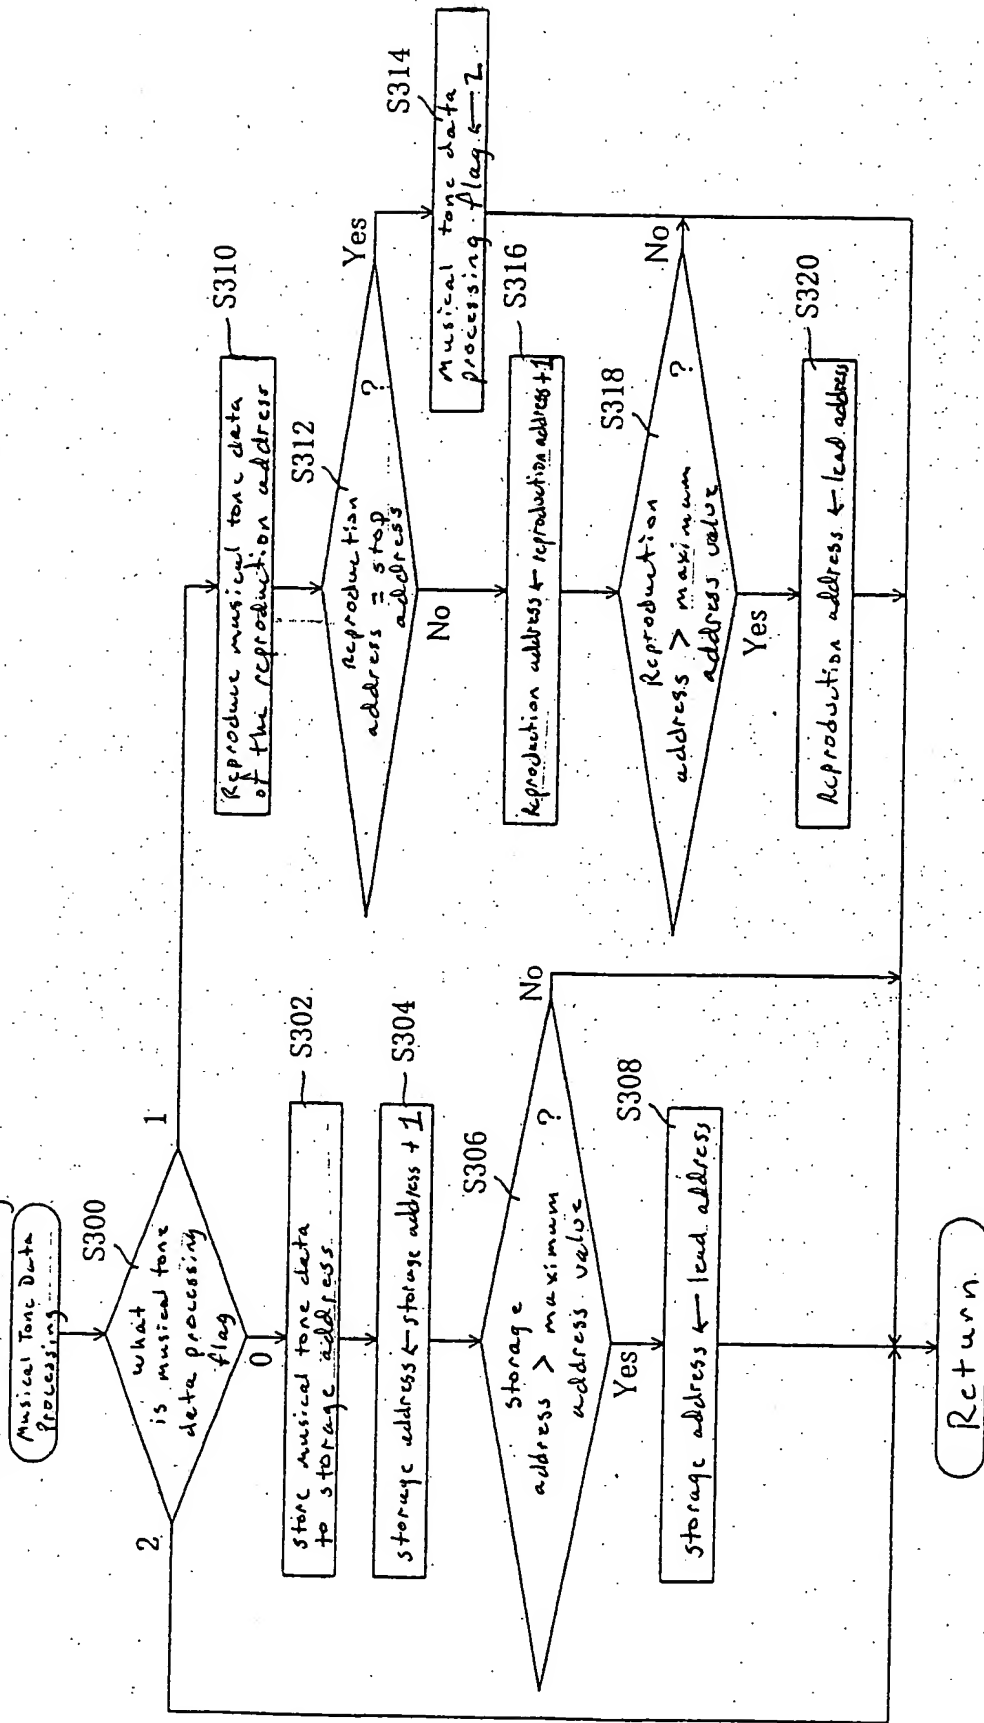 Musical Tone Data
Processing
S300
what
is musical tone
data processing
flag
2
0
1
S302
store musical tone data
to storage address
S304
storage address ← storage address + 1
S306
storage
address > maximum
address value
?
No
Yes
S308
storage address ← lead address
S310
Reproduce musical tone data
of the reproduction address
S312
Reproduction
address = stop
address
?
Yes
No
S314
Musical tone data
processing flag ← 2
S316
Reproduction address ← reproduction address + 1
S318
Reproduction
address > maximum
address value
?
No
Yes
S320
Reproduction address ← lead address
Return